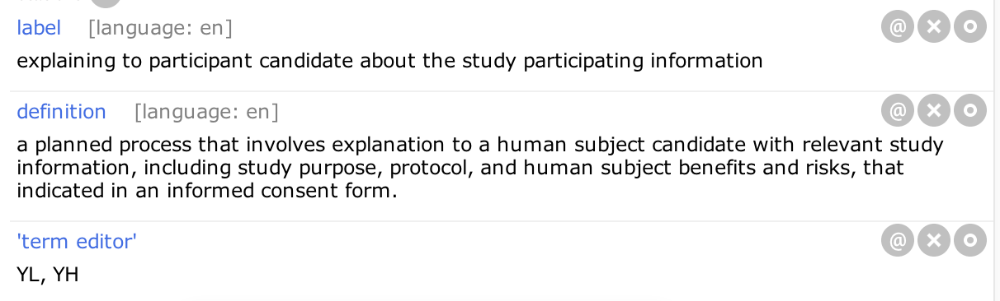 label [language: en]
explaining to participant candidate about the study participating information
definition [language: en]
a planned process that involves explanation to a human subject candidate with relevant study
information, including study purpose, protocol, and human subject benefits and risks, that
indicated in an informed consent form.
'term editor'
YL, YH